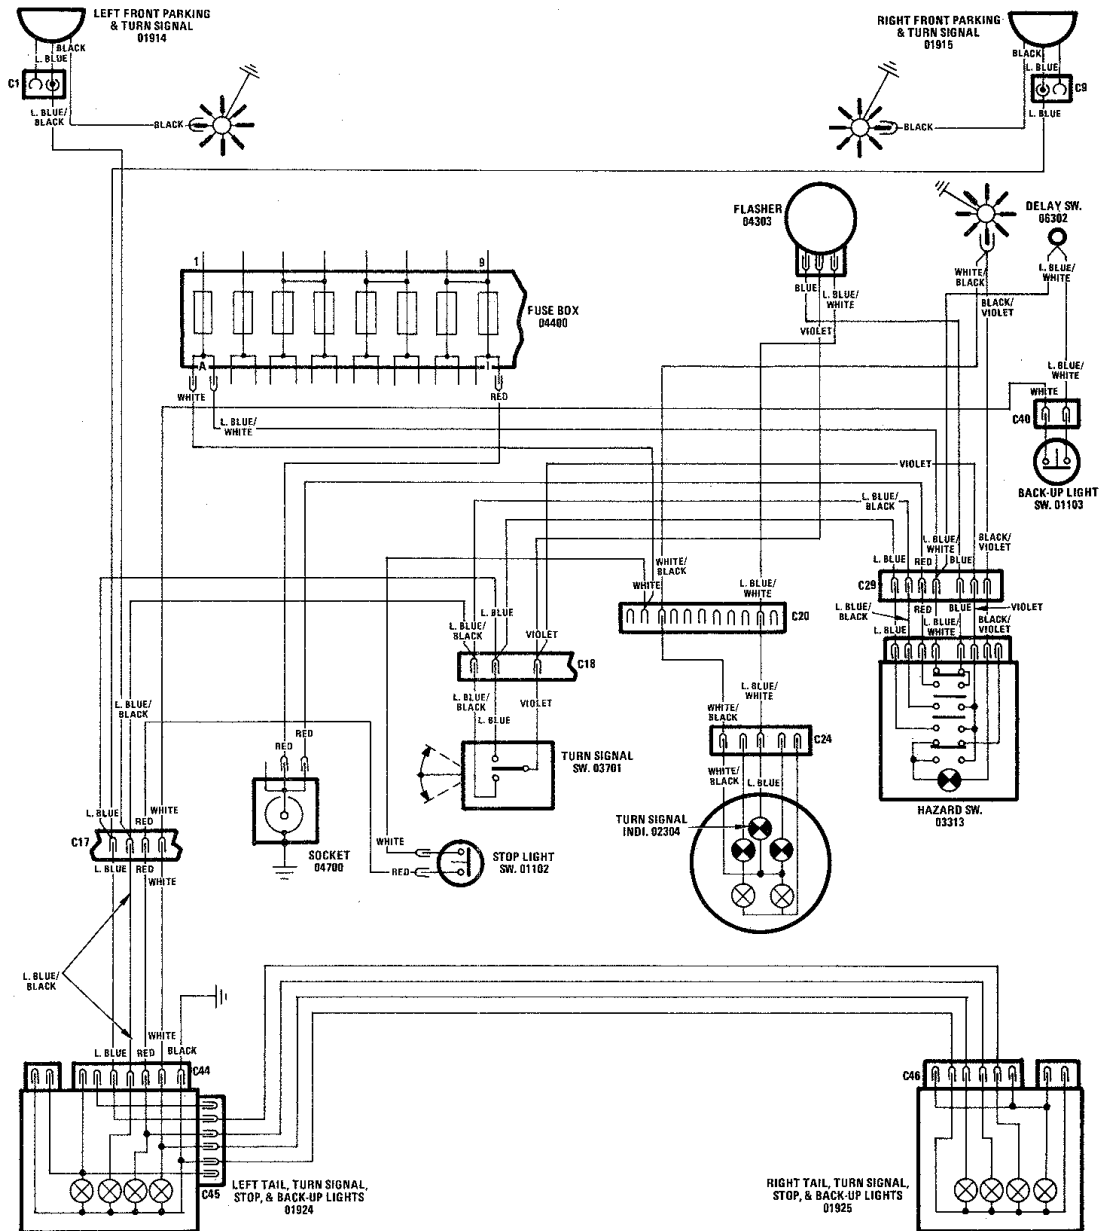 LEFT FRONT PARKING
& TURN SIGNAL
01914
BLACK
L. BLUE
C1
L. BLUE/
BLACK
BLACK
RIGHT FRONT PARKING
& TURN SIGNAL
01915
BLACK
L. BLUE
C9
L. BLUE
BLACK
FLASHER
04303
DELAY SW.
06302
BLUE
L. BLUE/
WHITE
VIOLET
WHITE/
BLACK
BLACK/
VIOLET
L. BLUE/
WHITE
1
9
FUSE BOX
04400
A
1
WHITE
RED
L. BLUE/
WHITE
L. BLUE/
WHITE
WHITE
C40
BACK-UP LIGHT
SW. 01103
VIOLET
L. BLUE/
BLACK
L. BLUE
RED
L. BLUE/
WHITE
BLUE
BLACK/
VIOLET
C29
L. BLUE/
BLACK
L. BLUE
RED
L. BLUE/
WHITE
BLUE
VIOLET
BLACK/
VIOLET
HAZARD SW.
03313
WHITE/
BLACK
WHITE
L. BLUE/
WHITE
C20
L. BLUE/
BLACK
L. BLUE
VIOLET
C18
L. BLUE/
BLACK
L. BLUE
VIOLET
TURN SIGNAL
SW. 03701
WHITE/
BLACK
L. BLUE/
WHITE
C24
WHITE/
BLACK
L. BLUE
TURN SIGNAL
INDI. 02304
L. BLUE/
BLACK
RED
RED
SOCKET
04700
WHITE
RED
STOP LIGHT
SW. 01102
L. BLUE
RED
WHITE
C17
L. BLUE
RED
WHITE
L. BLUE/
BLACK
L. BLUE
RED
WHITE
BLACK
C44
C45
LEFT TAIL, TURN SIGNAL,
STOP, & BACK-UP LIGHTS
01924
C46
RIGHT TAIL, TURN SIGNAL,
STOP, & BACK-UP LIGHTS
01925